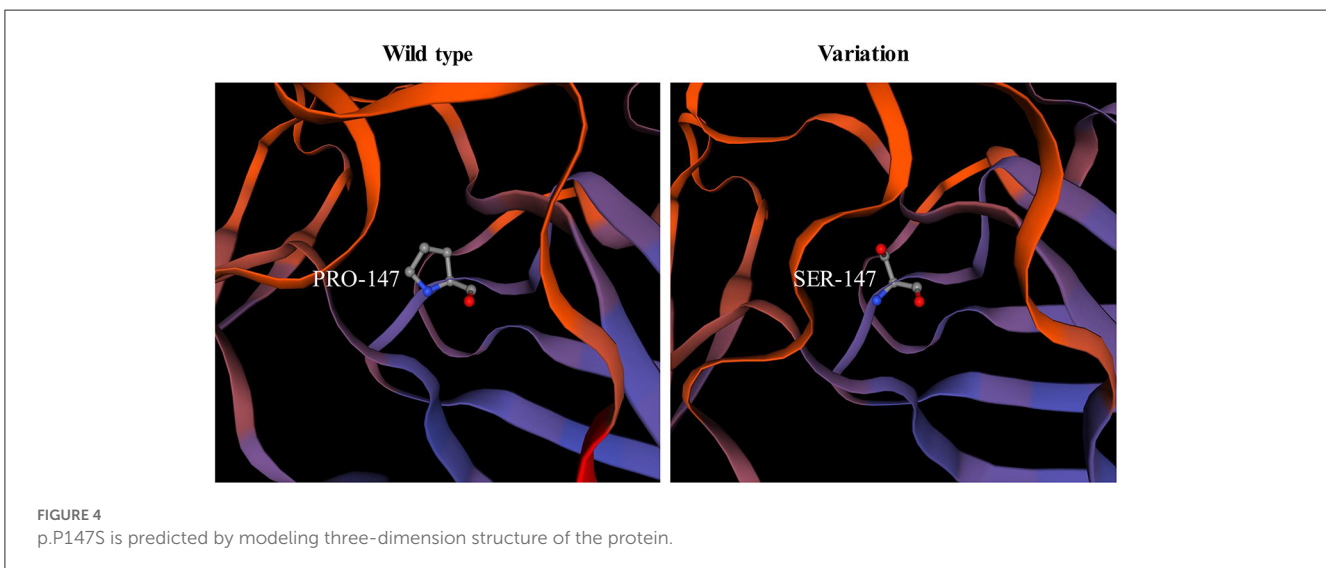 Wild type
Variation
PRO-147
SER-147
FIGURE 4
p.P147S is predicted by modeling three-dimension structure of the protein.